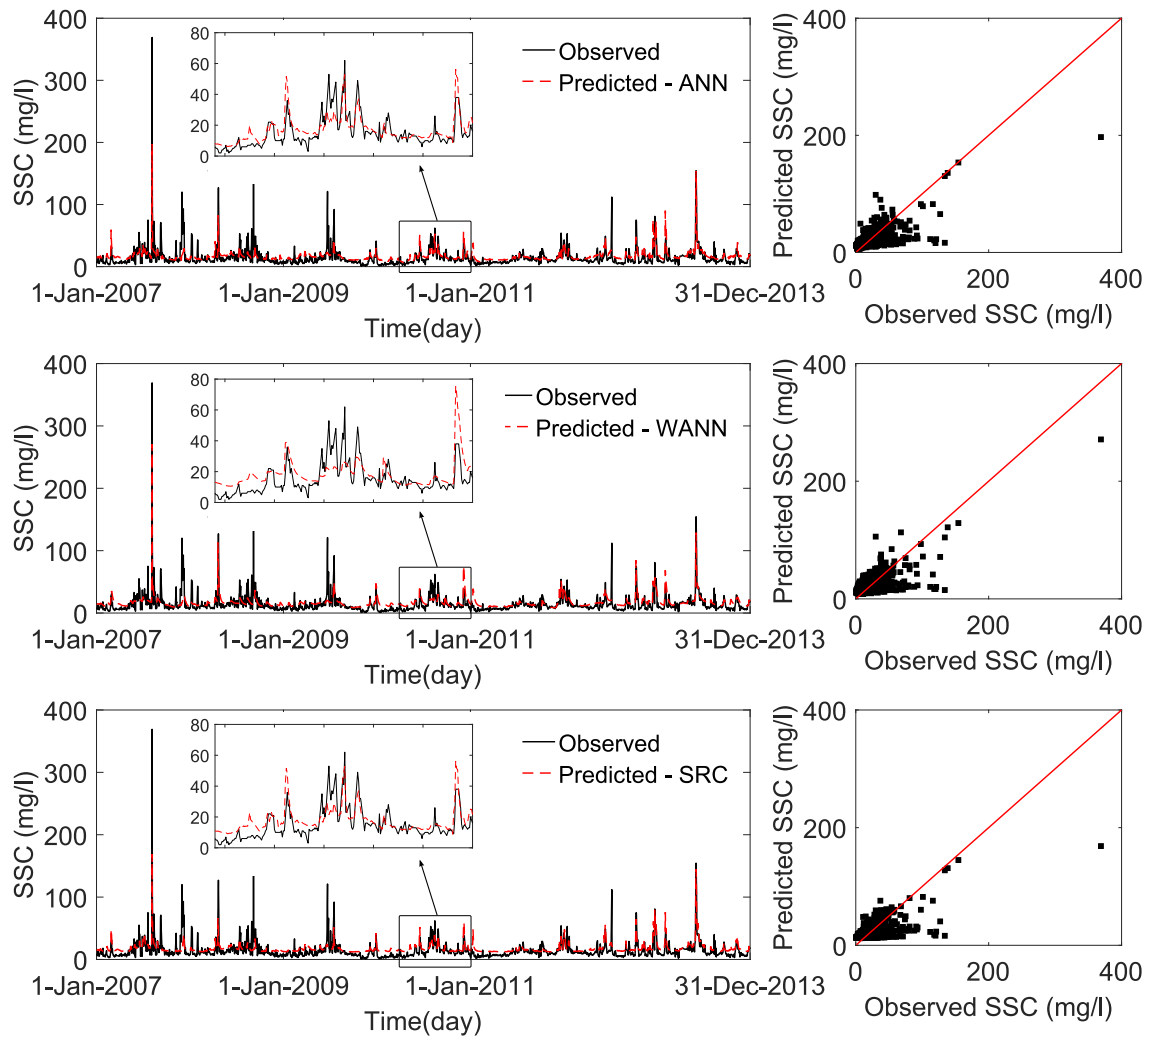 400
300
200
100
0
SSC (mg/l)
80
60
40
20
0
Observed
Predicted - ANN
1-Jan-2007
1-Jan-2009
1-Jan-2011
31-Dec-2013
Time(day)
400
200
0
Predicted SSC (mg/l)
0
200
400
Observed SSC (mg/l)
400
300
200
100
0
SSC (mg/l)
80
60
40
20
0
Observed
Predicted - WANN
1-Jan-2007
1-Jan-2009
1-Jan-2011
31-Dec-2013
Time(day)
400
200
0
Predicted SSC (mg/l)
0
200
400
Observed SSC (mg/l)
400
300
200
100
0
SSC (mg/l)
80
60
40
20
0
Observed
Predicted - SRC
1-Jan-2007
1-Jan-2009
1-Jan-2011
31-Dec-2013
Time(day)
400
200
0
Predicted SSC (mg/l)
0
200
400
Observed SSC (mg/l)